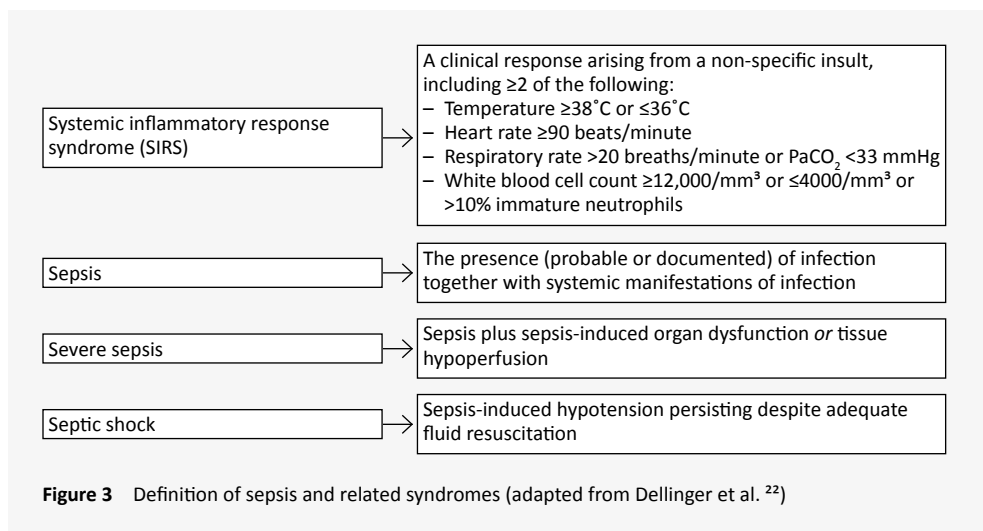 Systemic inflammatory response
syndrome (SIRS)
A clinical response arising from a non-specific insult,
including ≥2 of the following:
– Temperature ≥38˚C or ≤36˚C
– Heart rate ≥90 beats/minute
– Respiratory rate >20 breaths/minute or PaCO₂ <33 mmHg
– White blood cell count ≥12,000/mm³ or ≤4000/mm³ or
>10% immature neutrophils
Sepsis
The presence (probable or documented) of infection
together with systemic manifestations of infection
Severe sepsis
Sepsis plus sepsis-induced organ dysfunction or tissue
hypoperfusion
Septic shock
Sepsis-induced hypotension persisting despite adequate
fluid resuscitation
Figure 3 Definition of sepsis and related syndromes (adapted from Dellinger et al. ²²)